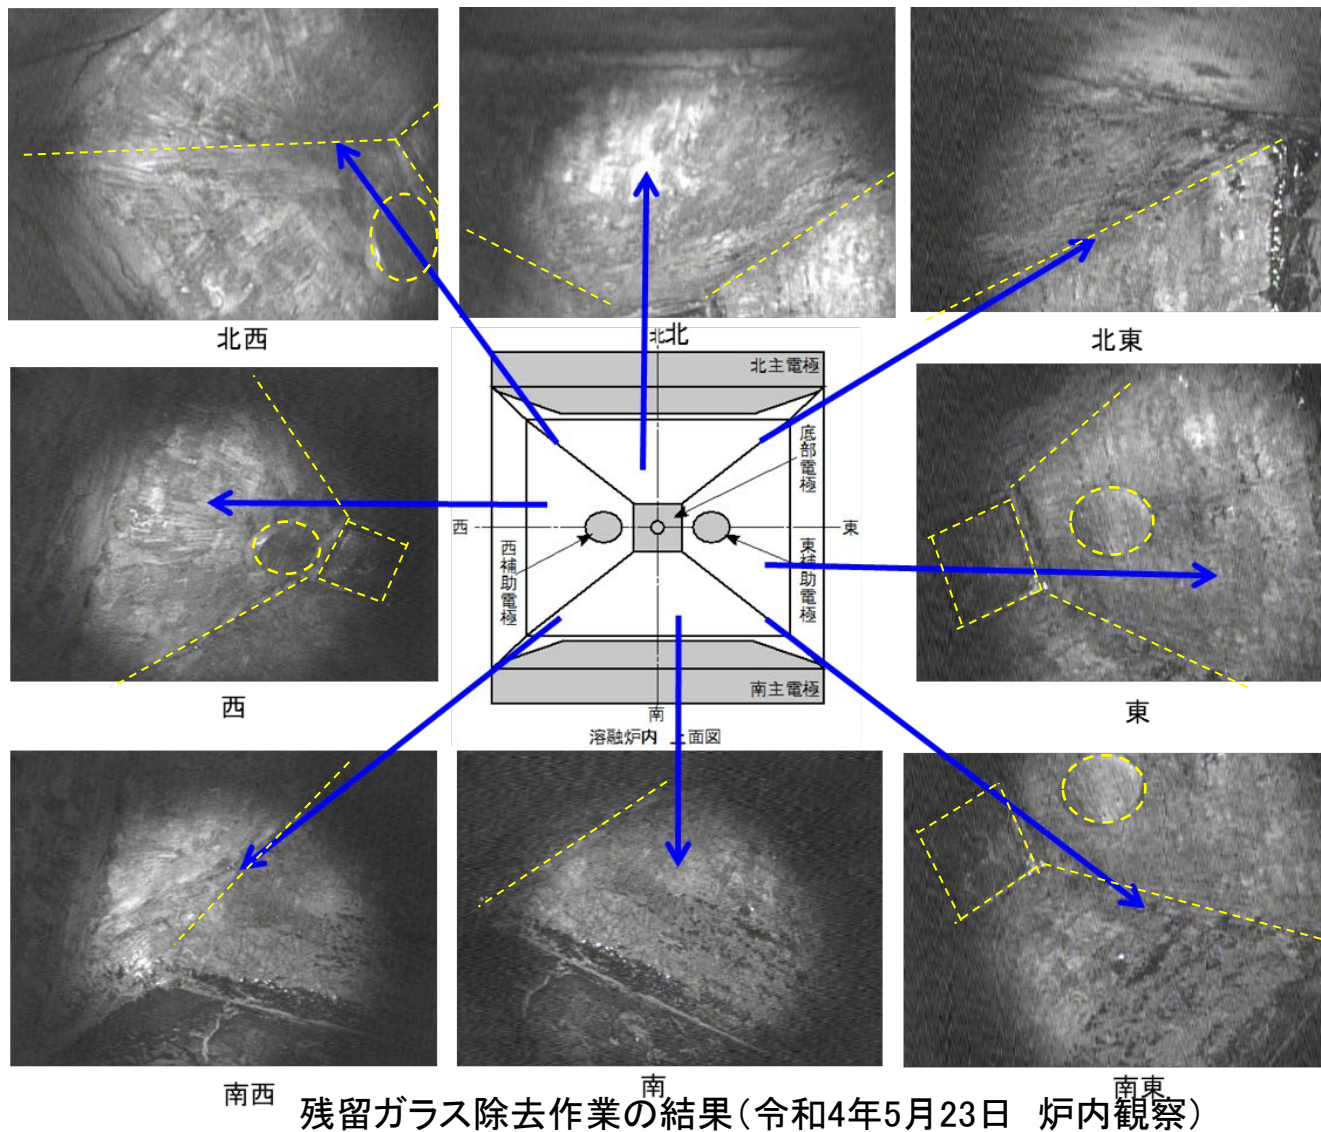 北西
北
北東
北
北主電極
底部電極
西
東
西補助電極
東補助電極
南主電極
南
溶融炉内 上面図
西
東
南西
南
南東
残留ガラス除去作業の結果（令和4年5月23日 炉内観察）